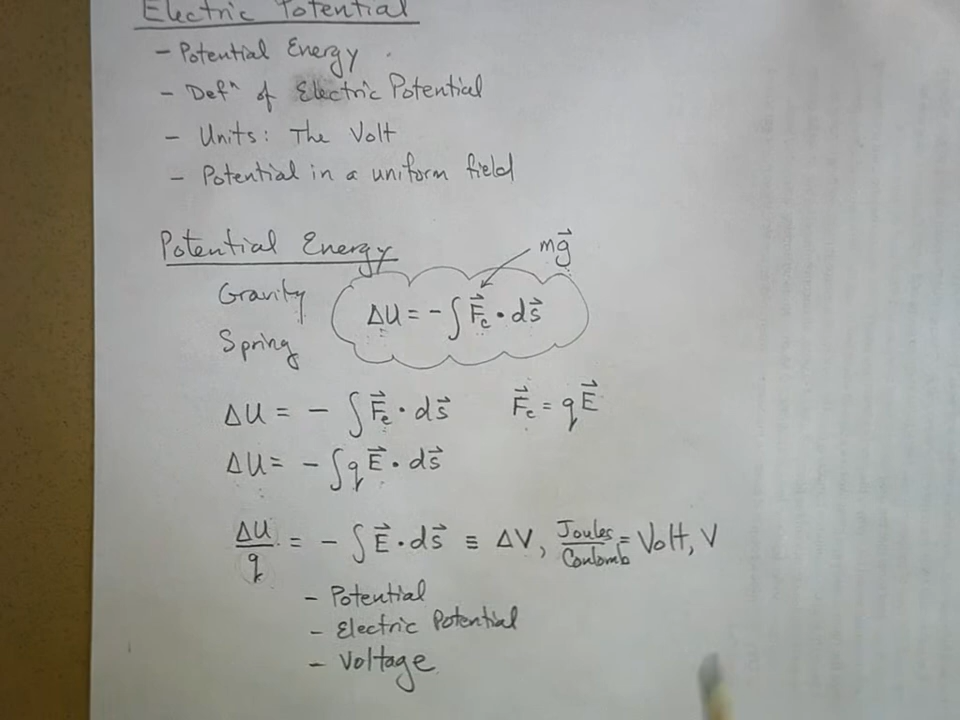 Electric Potential
- Potential Energy
- Defⁿ of Electric Potential
- Units: The Volt
- Potential in a uniform field
Potential Energy
mg⃗
Gravity
ΔU = - ∫ F⃗c • ds⃗
Spring
ΔU = - ∫ F⃗e • ds⃗ F⃗e = qE⃗
ΔU = - ∫ qE⃗ • ds⃗
ΔU/q = - ∫ E⃗ • ds⃗ ≡ ΔV, Joules/Coulomb = Volt, V
- Potential
- Electric Potential
- Voltage